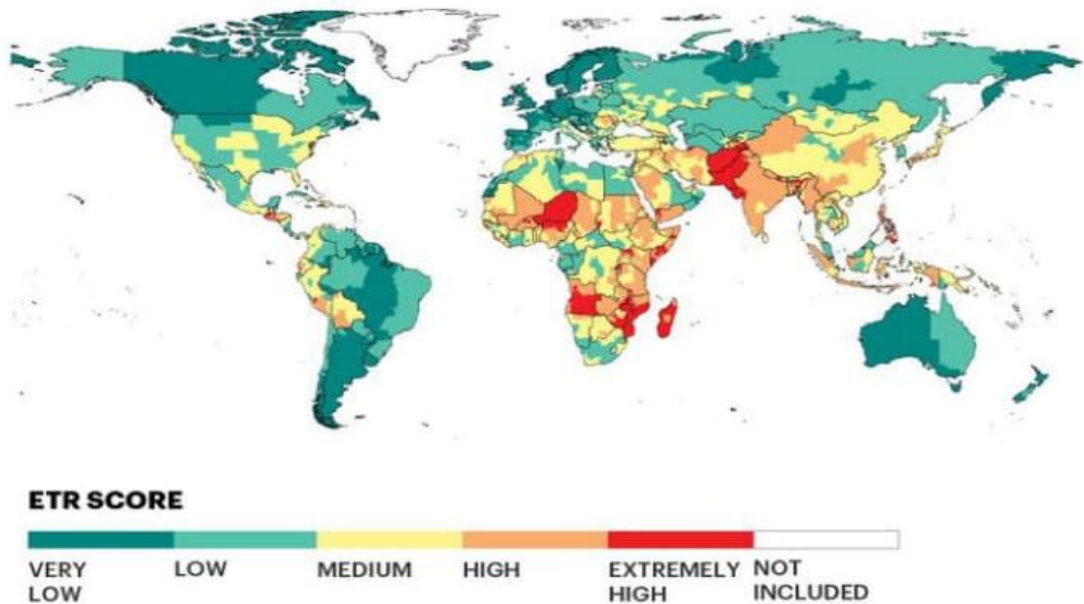 ETR SCORE
VERY LOW MEDIUM HIGH EXTREMELY NOT
LOW HIGH INCLUDED